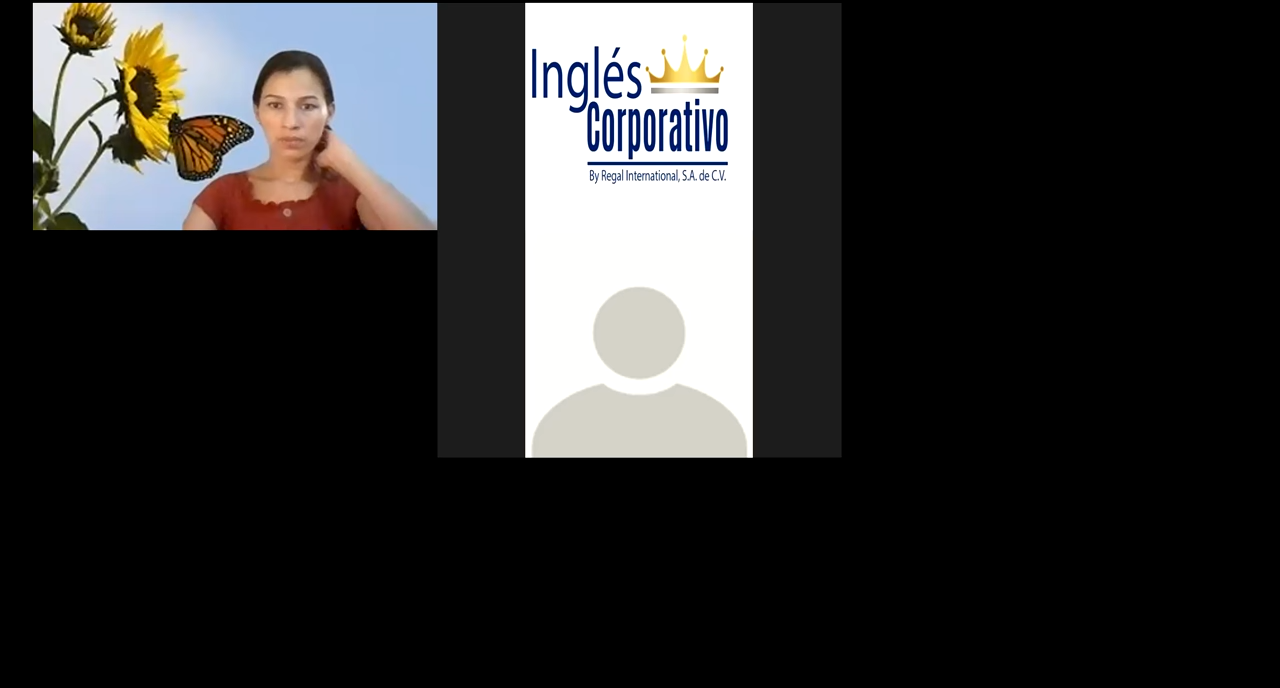 Inglés
Corporativo
By Regal International, S.A. de C.V.